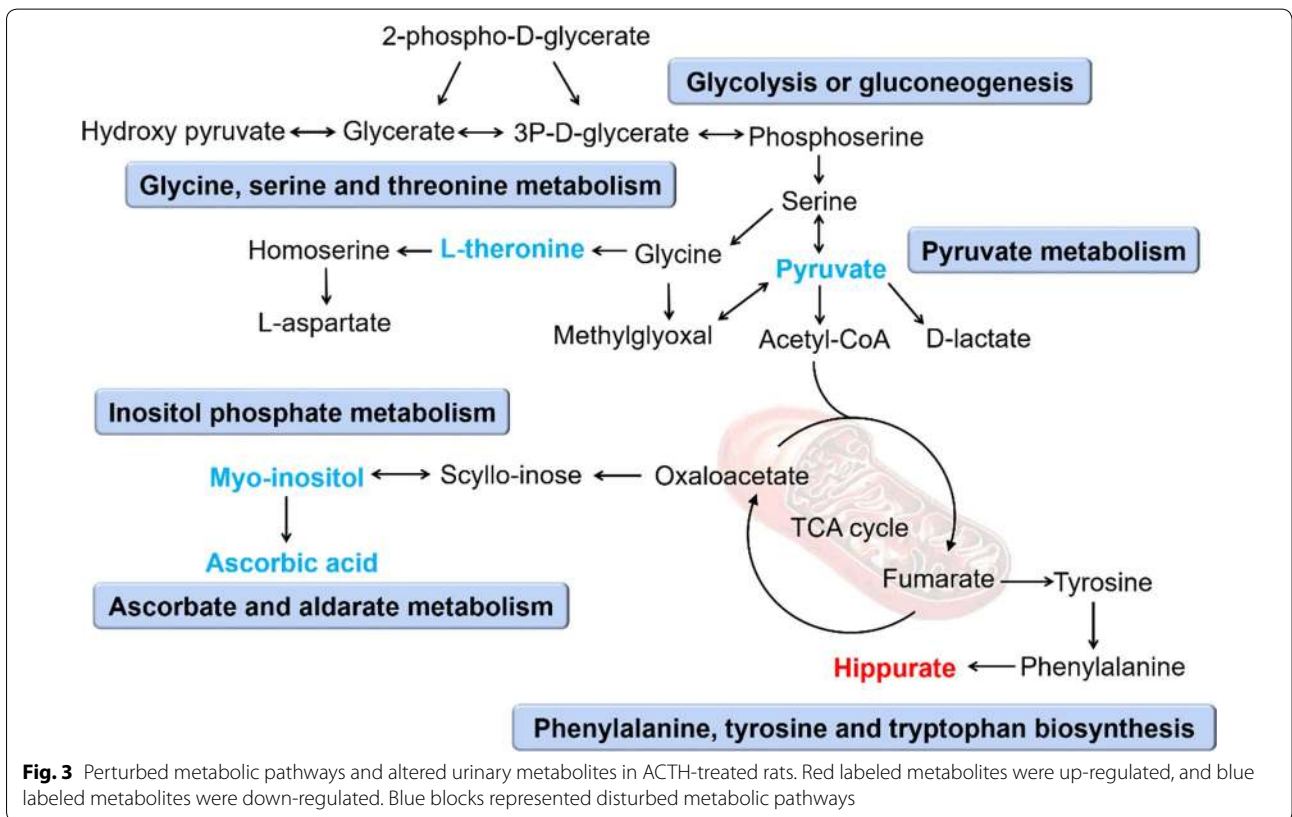 2-phospho-D-glycerate
Glycolysis or gluconeogenesis
Hydroxy pyruvate Glycerate 3P-D-glycerate Phosphoserine
Glycine, serine and threonine metabolism
Serine
Homoserine L-theronine Glycine
Pyruvate metabolism
Pyruvate
L-aspartate
Methylglyoxal Acetyl-CoA D-lactate
Inositol phosphate metabolism
Myo-inositol Scyllo-inose Oxaloacetate
TCA cycle
Ascorbic acid
Fumarate Tyrosine
Ascorbate and aldarate metabolism
Hippurate Phenylalanine
Phenylalanine, tyrosine and tryptophan biosynthesis
Fig. 3 Perturbed metabolic pathways and altered urinary metabolites in ACTH-treated rats. Red labeled metabolites were up-regulated, and blue
labeled metabolites were down-regulated. Blue blocks represented disturbed metabolic pathways